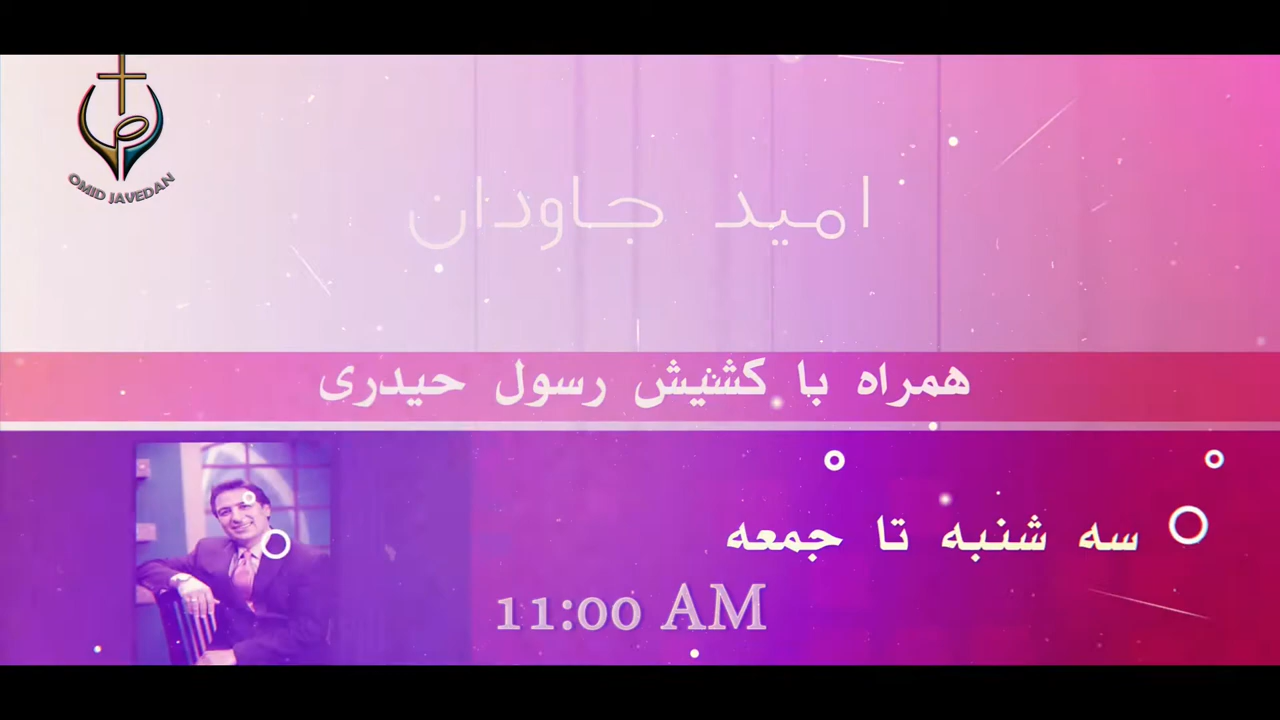 OMID JAVEDAN
امید جاودان
همراه با کشیش رسول حیدری
سه شنبه تا جمعه
11:00 AM